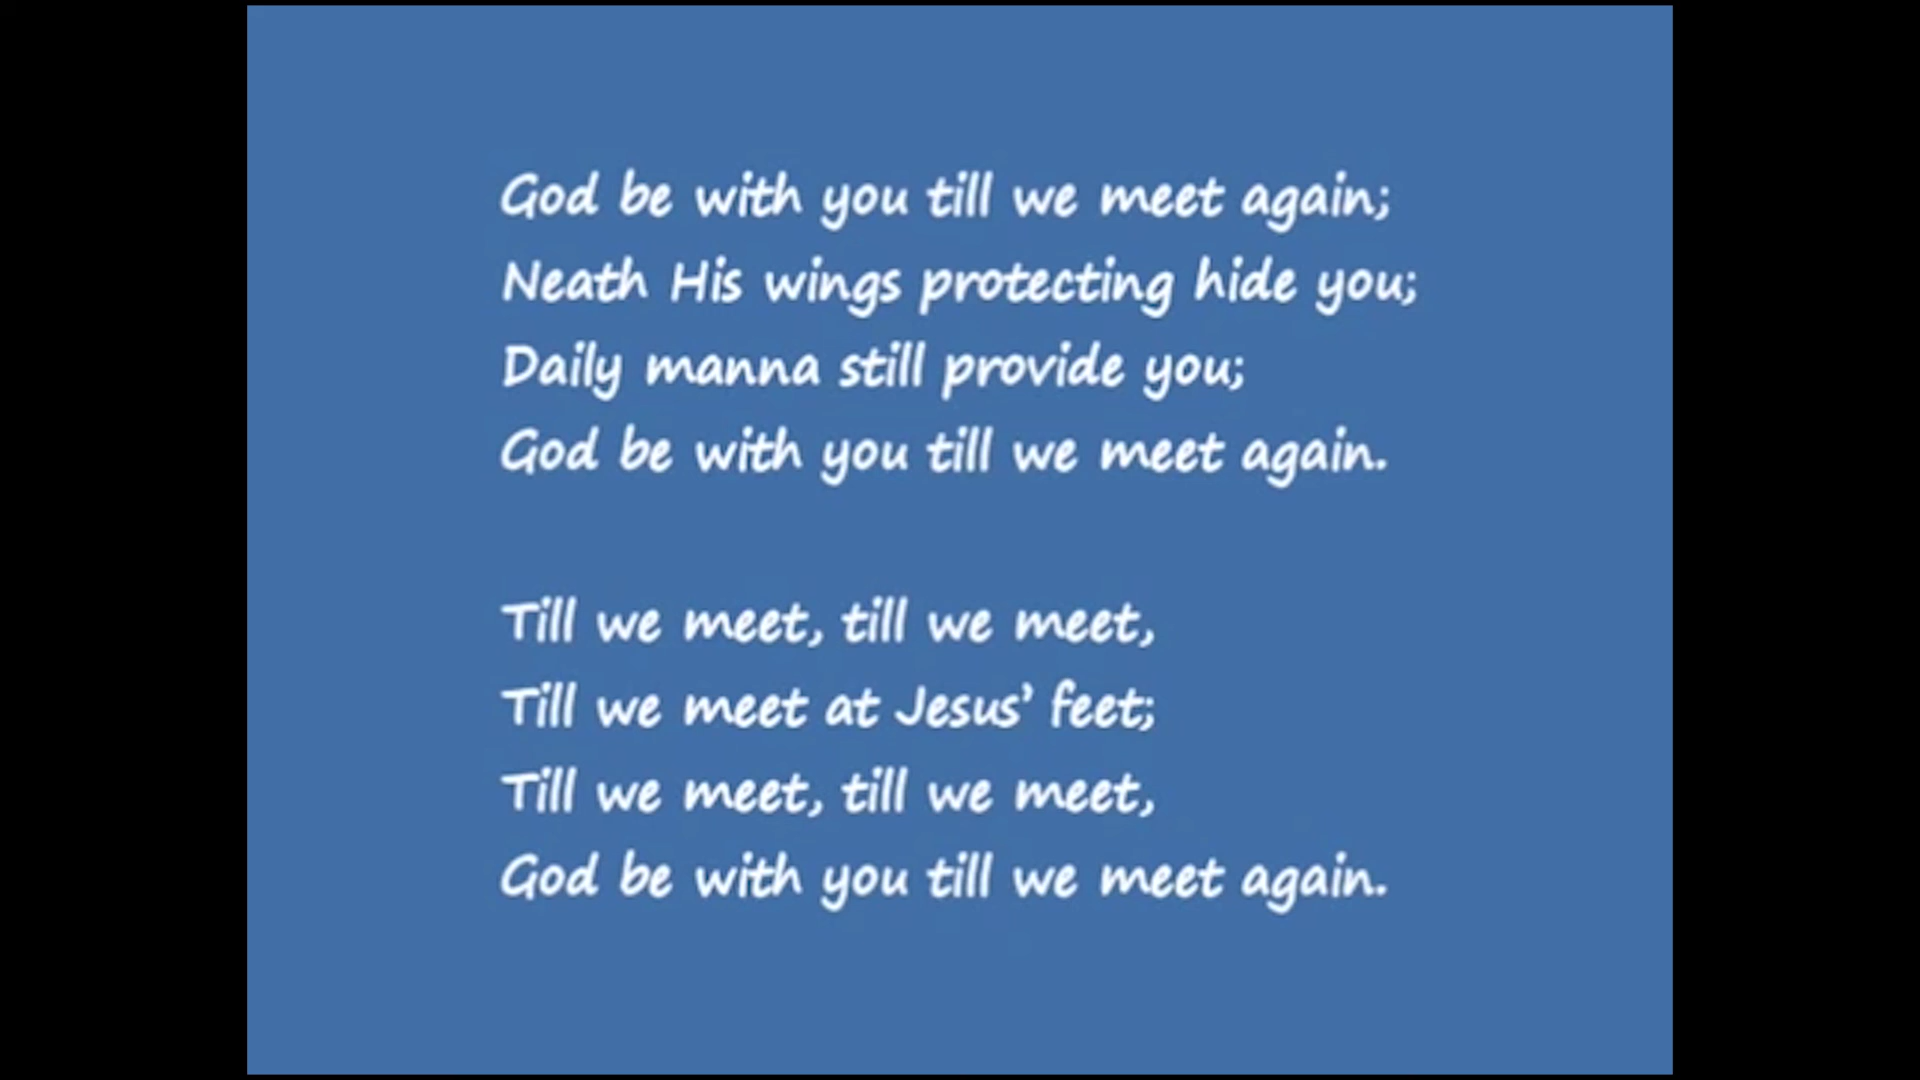 God be with you till we meet again;
Neath His wings protecting hide you;
Daily manna still provide you;
God be with you till we meet again.
Till we meet, till we meet,
Till we meet at Jesus’ feet;
Till we meet, till we meet,
God be with you till we meet again.